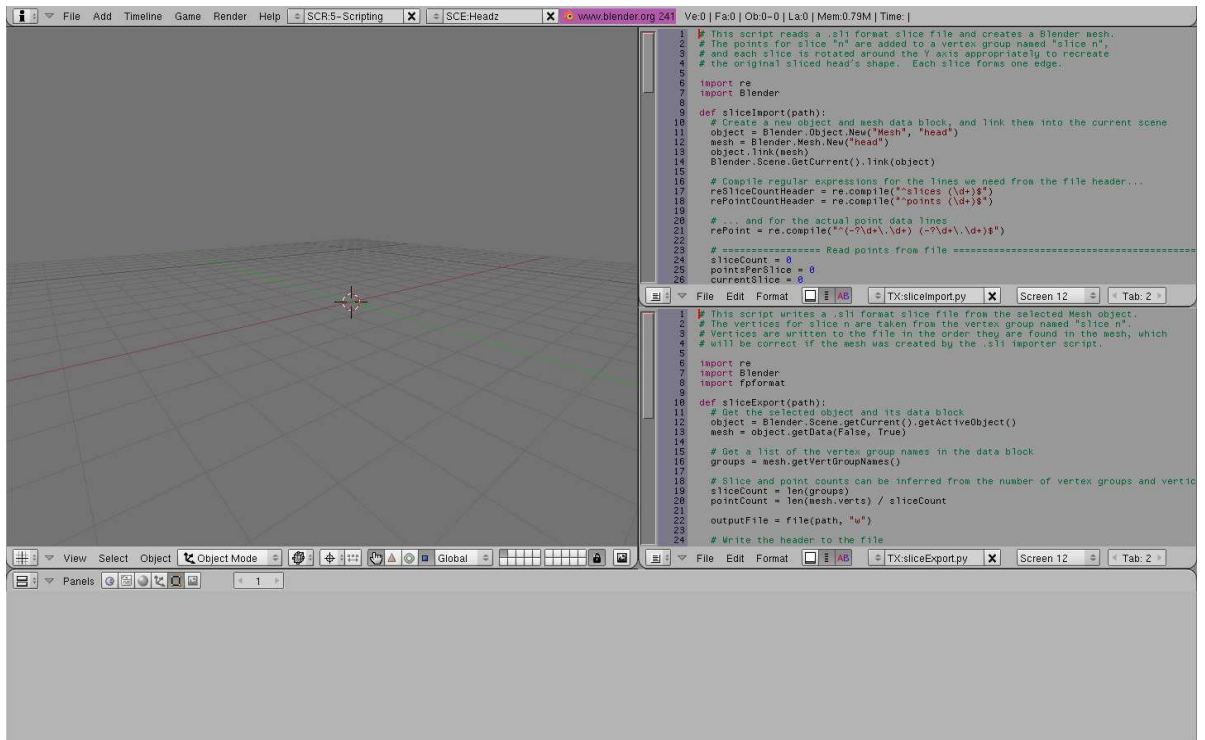 File Add Timeline Game Render Help SCR:5-Scripting X SCE:Headz X www.blender.org 241 Ve:0 | Fa:0 | Ob:0-0 | La:0 | Mem:0.79M | Time: |
1 # This script reads a .sli format slice file and creates a Blender mesh.
2 # The points for slice "n" are added to a vertex group named "slice n",
3 # and each slice is rotated around the Y axis appropriately to recreate
4 # the original sliced head's shape. Each slice forms one edge.
5
6 import re
7 import Blender
8
9 def sliceImport(path):
10 # Create a new object and mesh data block, and link them into the current scene
11 object = Blender.Object.New("Mesh", "head")
12 mesh = Blender.Mesh.New("head")
13 object.link(mesh)
14 Blender.Scene.GetCurrent().link(object)
15
16 # Compile regular expressions for the lines we need from the file header...
17 reSliceCountHeader = re.compile("^slices (\d+)$")
18 rePointCountHeader = re.compile("^points (\d+)$")
19
20 # ... and for the actual point data lines
21 rePoint = re.compile("^(-?\d+\.\d+) (-?\d+\.\d+)$")
22
23 # ================ Read points from file =============================================
24 sliceCount = 0
25 pointsPerSlice = 0
26 currentSlice = 0
File Edit Format AB TX:sliceImport.py X Screen 12 Tab: 2
1 # This script writes a .sli format slice file from the selected Mesh object.
2 # The vertices for slice n are taken from the vertex group named "slice n".
3 # Vertices are written to the file in the order they are found in the mesh, which
4 # will be correct if the mesh was created by the .sli importer script.
5
6 import re
7 import Blender
8 import fpformat
9
10 def sliceExport(path):
11 # Get the selected object and its data block
12 object = Blender.Scene.getCurrent().getActiveObject()
13 mesh = object.getData(False, True)
14
15 # Get a list of the vertex group names in the data block
16 groups = mesh.getVertGroupNames()
17
18 # Slice and point counts can be inferred from the number of vertex groups and vertic
19 sliceCount = len(groups)
20 pointCount = len(mesh.verts) / sliceCount
21
22 outputFile = file(path, "w")
23
24 # Write the header to the file
View Select Object Object Mode Global
File Edit Format AB TX:sliceExport.py X Screen 12 Tab: 2
Panels 1